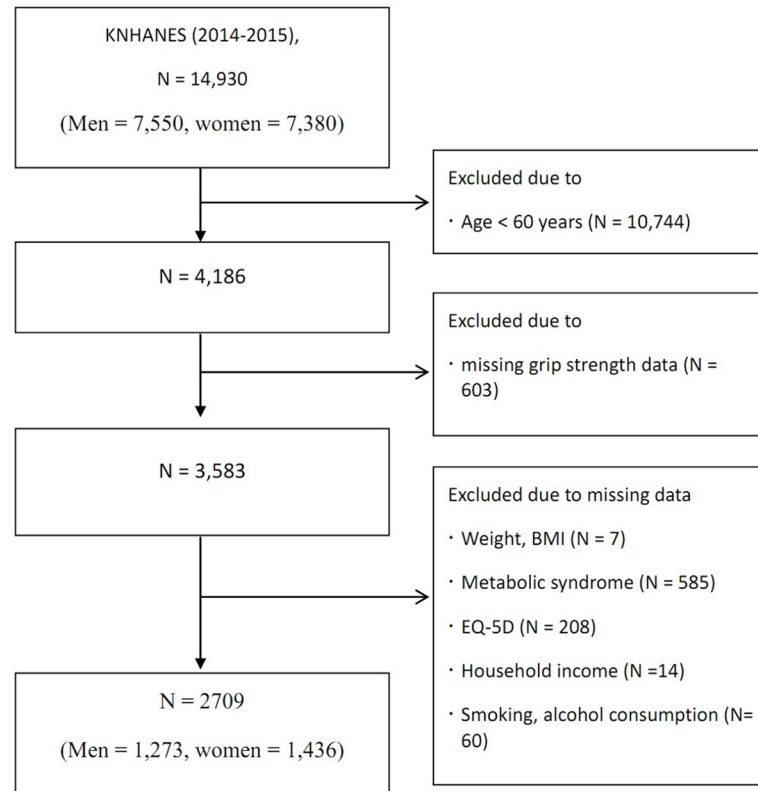 KNHANES (2014-2015),
N = 14,930
(Men = 7,550, women = 7,380)
Excluded due to
· Age < 60 years (N = 10,744)
N = 4,186
Excluded due to
· missing grip strength data (N =
603)
N = 3,583
Excluded due to missing data
· Weight, BMI (N = 7)
· Metabolic syndrome (N = 585)
· EQ-5D (N = 208)
· Household income (N =14)
· Smoking, alcohol consumption (N=
60)
N = 2709
(Men = 1,273, women = 1,436)